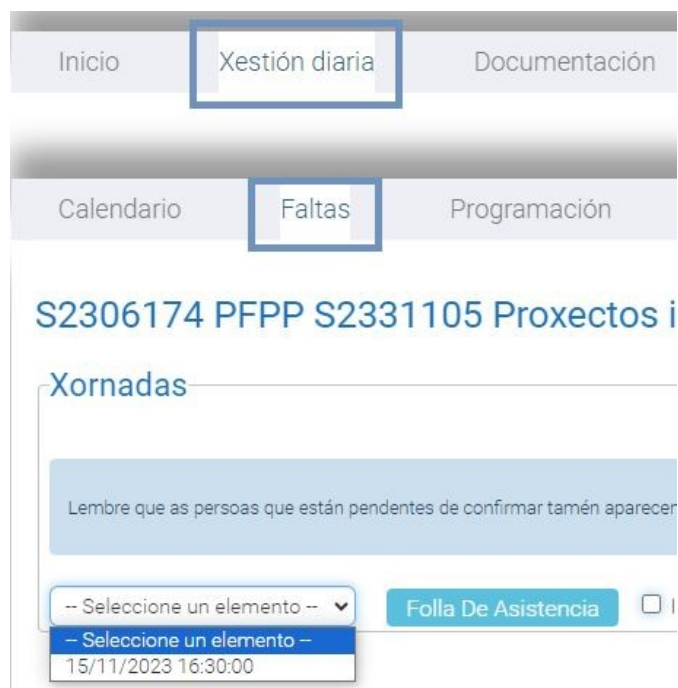 Inicio Xestión diaria Documentación
Calendario Faltas Programación
S2306174 PFPP S2331105 Proxectos i
Xornadas
Lembre que as persoas que están pendentes de confirmar tamén aparecen
-- Seleccione un elemento -- Folla De Asistencia
-- Seleccione un elemento --
15/11/2023 16:30:00